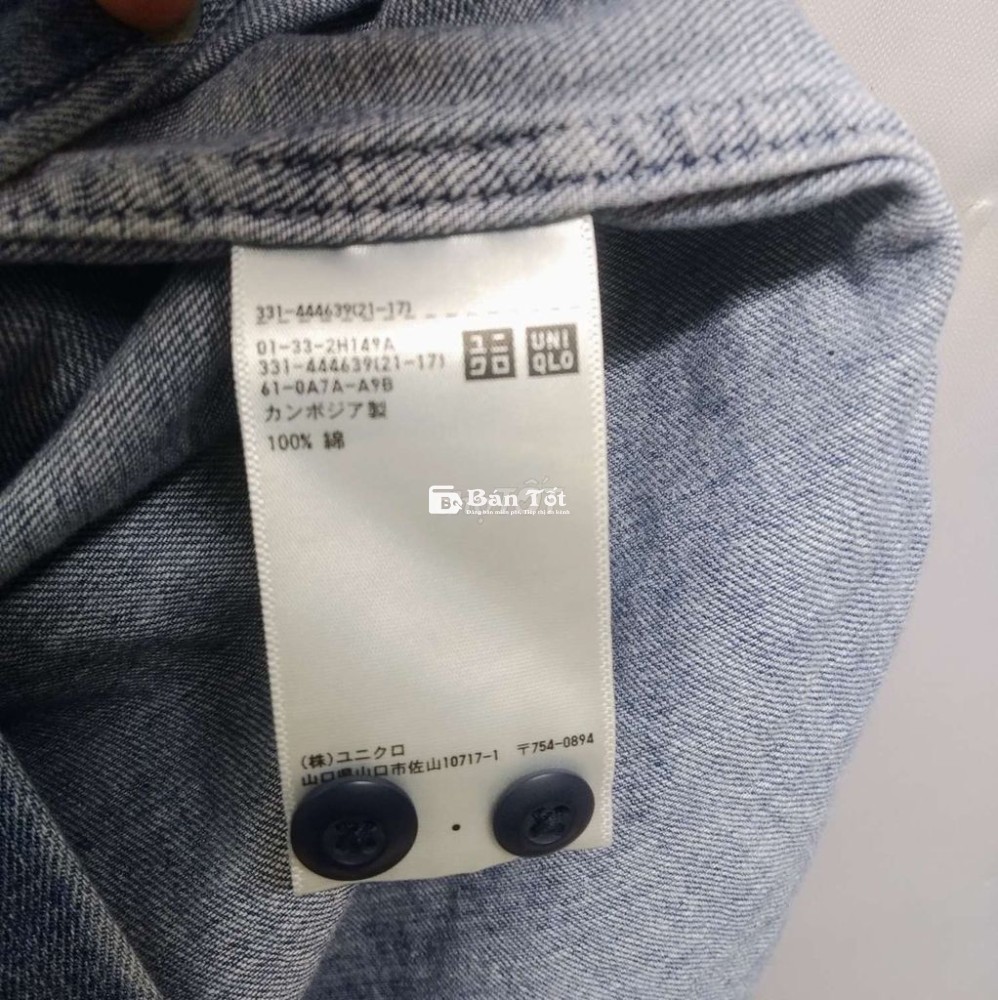 331-444639(21-17)
01-33-2H149A
331-444639(21-17)
61-0A7A-A9B
カンボジア製
100% 綿
ユニクロ
UNIQLO
Bán Tốt
(株)ユニクロ 〒754-0894
山口県山口市佐山10717-1